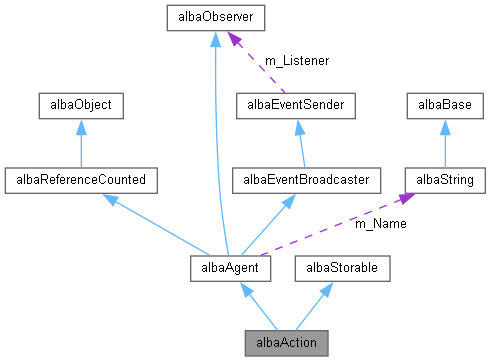 albaObserver
m_Listener
albaObject
albaEventSender
albaBase
albaReferenceCounted
albaEventBroadcaster
albaString
m_Name
albaAgent
albaStorable
albaAction